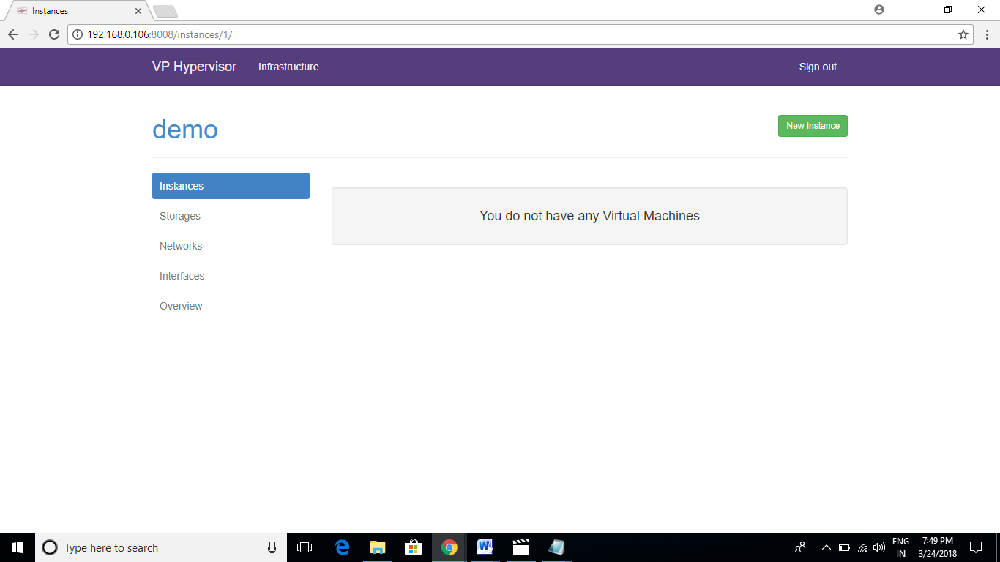 Instances
192.168.0.106:8008/instances/1/
VP Hypervisor Infrastructure Sign out
demo
New Instance
Instances
You do not have any Virtual Machines
Storages
Networks
Interfaces
Overview
Type here to search
ENG
IN
7:49 PM
3/24/2018